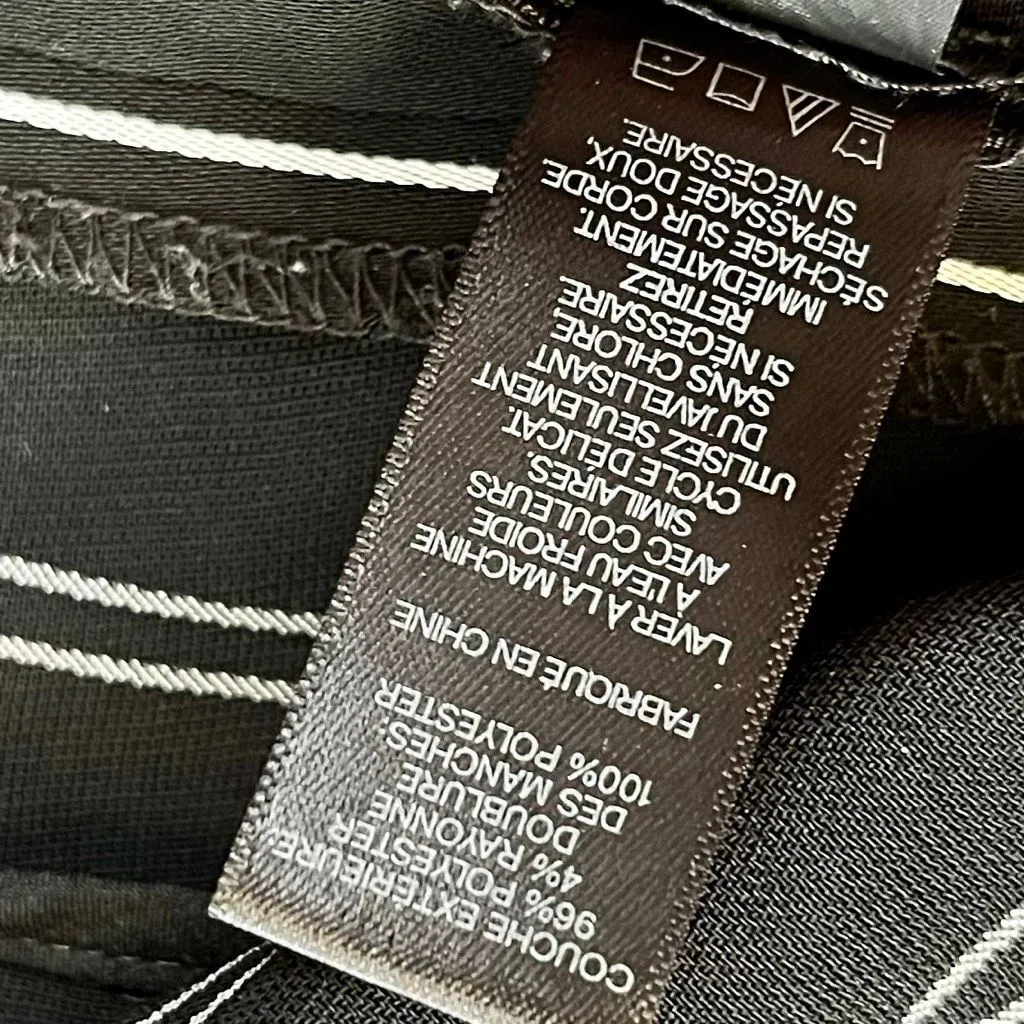 COUCHE EXTERIEURE,
96% POLYESTER
4% RAYONNE
DOUBLURE
DES MANCHES.
100% POLYESTER
FABRIQUÉ EN CHINE
LAVER À LA MACHINE
À L'EAU FROIDE
AVEC COULEURS
SIMILAIRES.
CYCLE DÉLICAT.
UTILISEZ SEULEMENT
DU JAVELLISANT
SANS CHLORE,
SI NÉCESSAIRE.
RETIREZ
IMMÉDIATEMENT.
SÉCHAGE SUR CORDE
REPASSAGE DOUX,
SI NÉCESSAIRE.